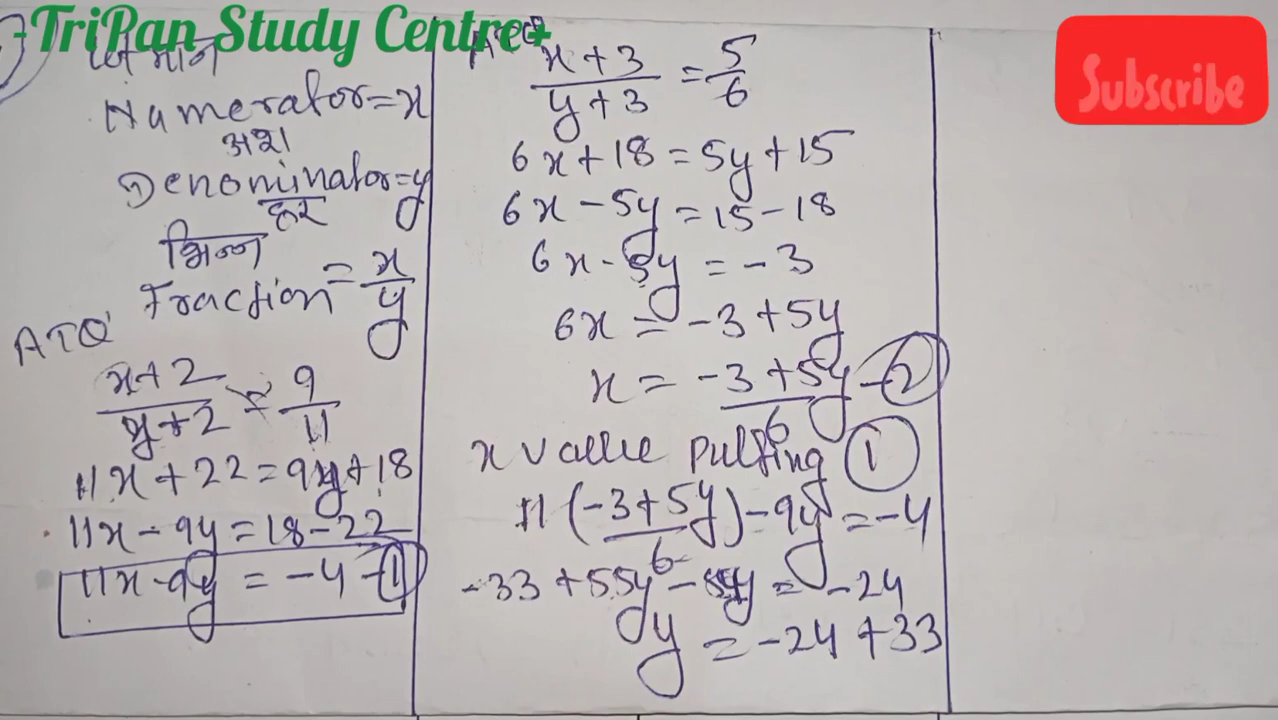 -TriPan Study Centre+
Subscribe
Numerator=x
अंश
Denominator=y
हर
भिन्न
Fraction = x/y
ATQ
x+2/y+2 = 9/11
11x+22=9y+18
11x-9y=18-22
11x-9y=-4-①
x+3/y+3 = 5/6
6x+18=5y+15
6x-5y=15-18
6x-5y=-3
6x=-3+5y
x=-3+5y/6-②
x value putting ①
11(-3+5y/6)-9y=-4
-33+55y-54y=-24
y=-24+33